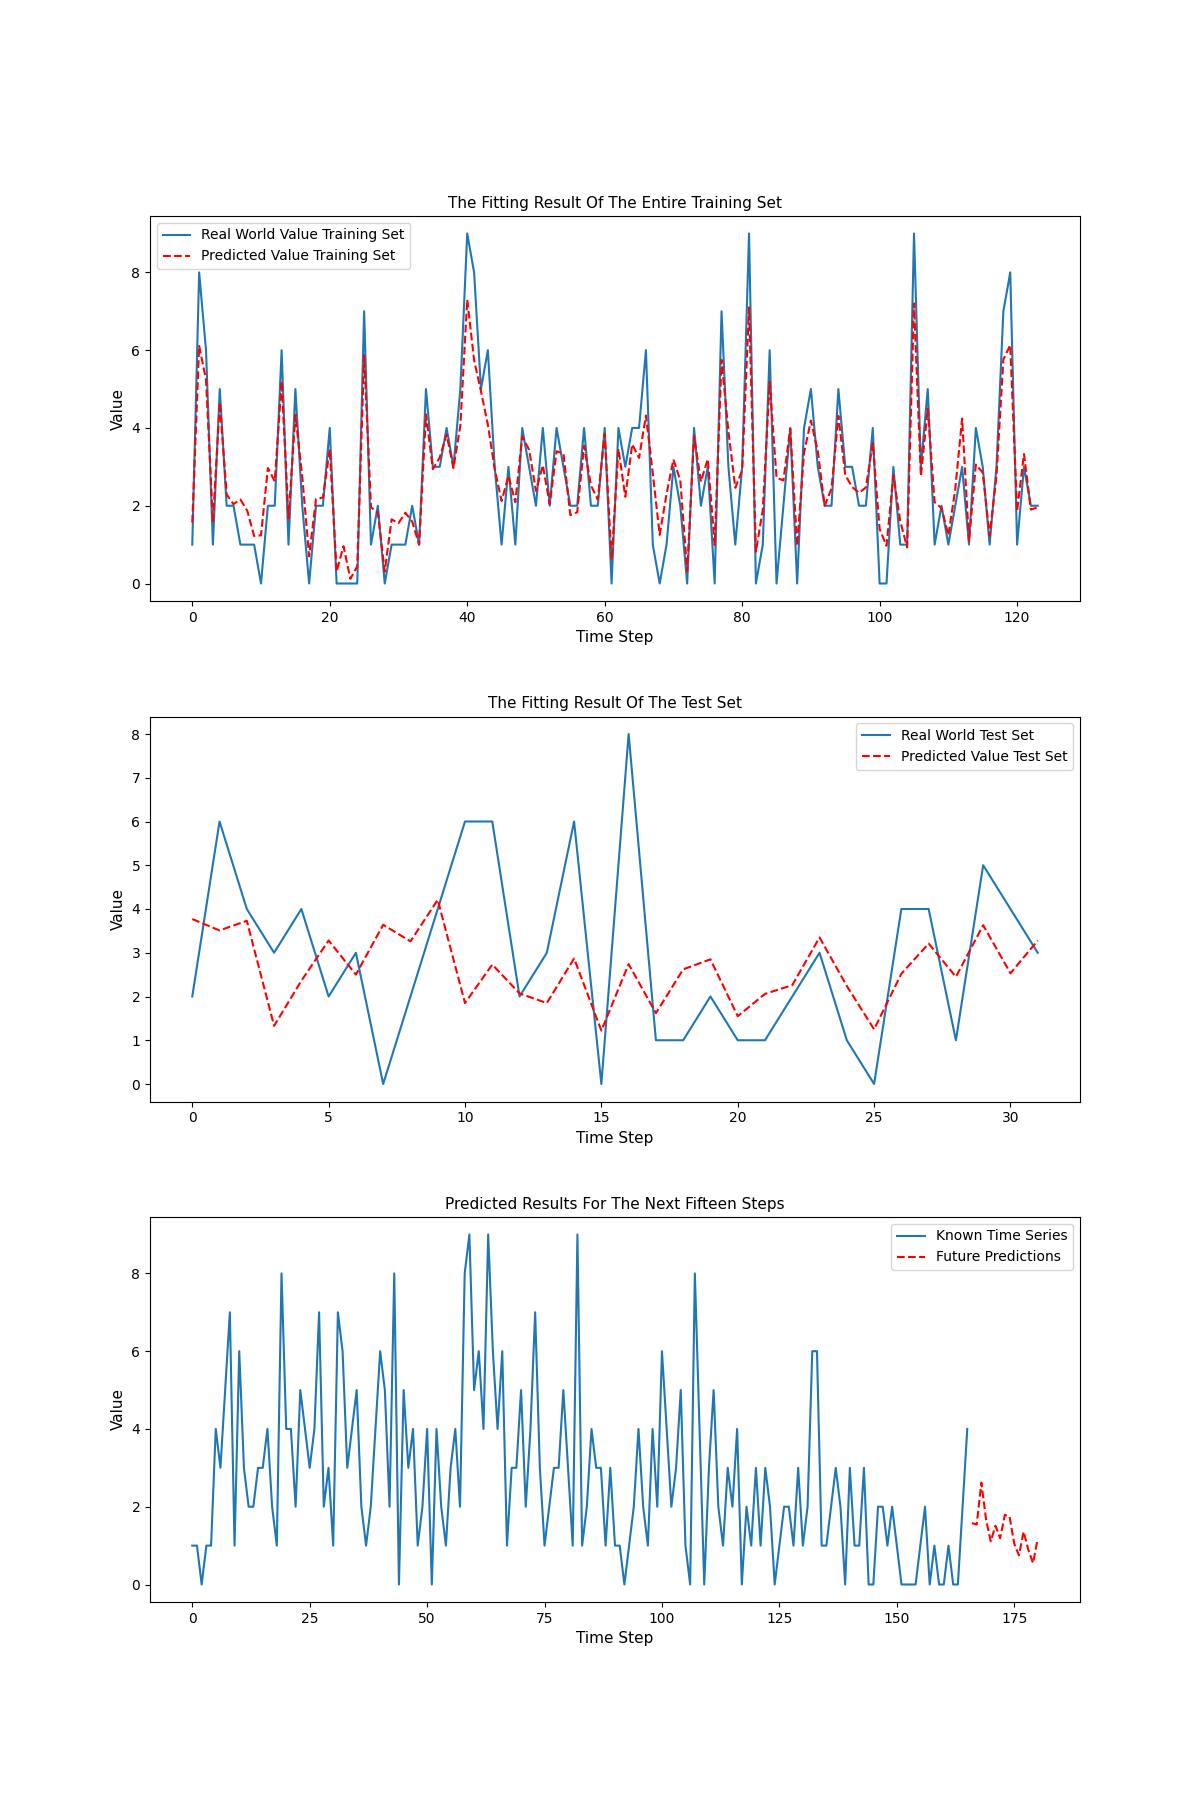 The Fitting Result Of The Entire Training Set
Real World Value Training Set
Predicted Value Training Set
Value
8
6
4
2
0
0 20 40 60 80 100 120
Time Step
The Fitting Result Of The Test Set
Real World Test Set
Predicted Value Test Set
Value
8
7
6
5
4
3
2
1
0
0 5 10 15 20 25 30
Time Step
Predicted Results For The Next Fifteen Steps
Known Time Series
Future Predictions
Value
8
6
4
2
0
0 25 50 75 100 125 150 175
Time Step